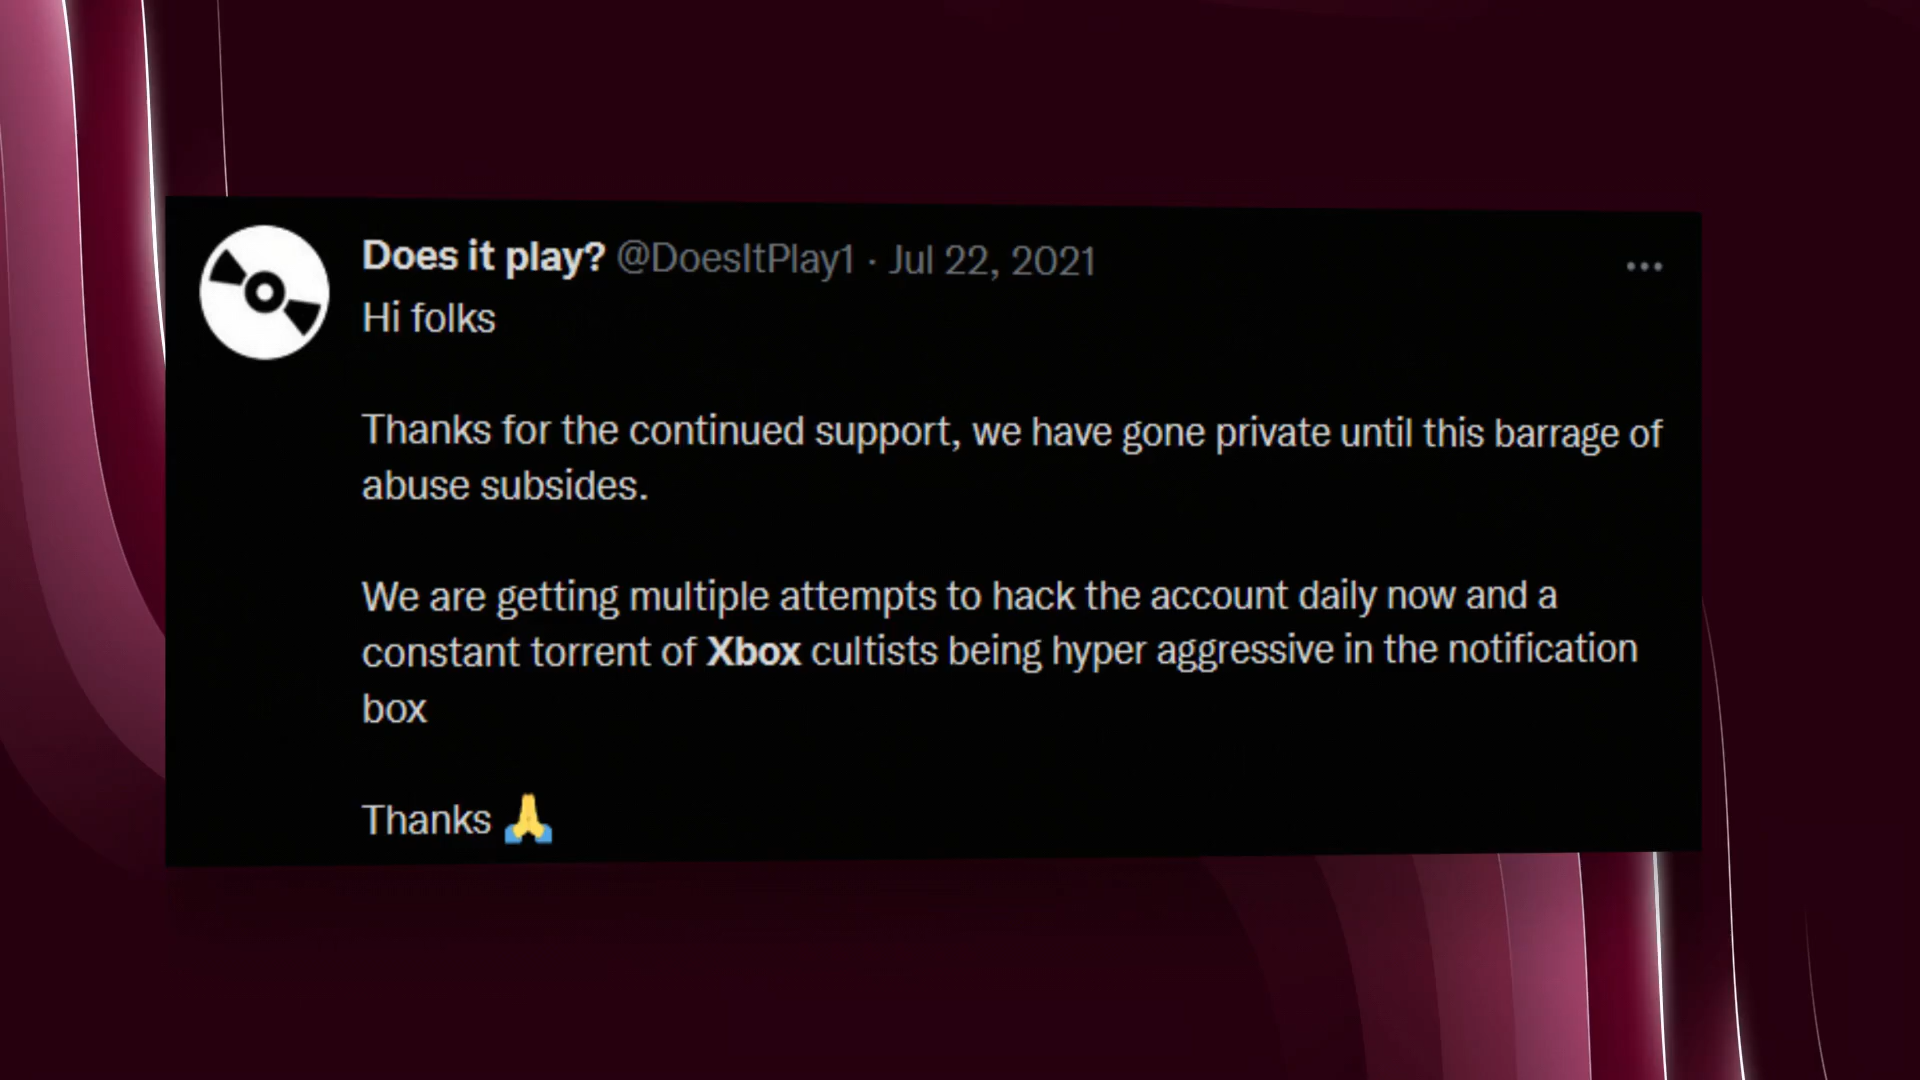 Does it play? @DoesItPlay1 · Jul 22, 2021
Hi folks
Thanks for the continued support, we have gone private until this barrage of
abuse subsides.
We are getting multiple attempts to hack the account daily now and a
constant torrent of Xbox cultists being hyper aggressive in the notification
box
Thanks 🙏